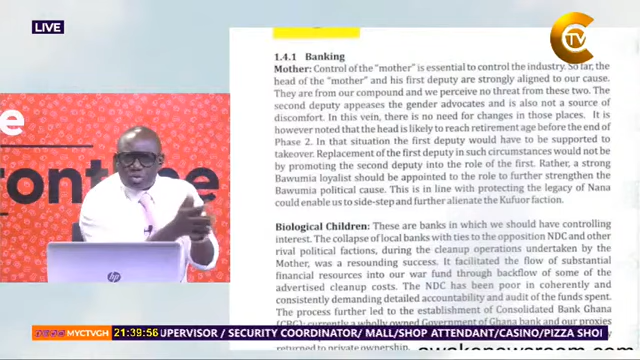 LIVE
C
TV
1.4.1 Banking
Mother: Control of the "mother" is essential to control the industry. So far, the
head of the "mother" and his first deputy are strongly aligned to our cause.
They are from our compound and we perceive no threat from these two. The
second deputy appeases the gender advocates and is also not a source of
discomfort. In this vein, there is no need for changes in those places. It
is however noted that the head is likely to reach retirement age before the end of
Phase 2. In that situation the first deputy would have to be supported to
takeover. Replacement of the first deputy in such circumstances would not be
by promoting the second deputy into the role of the first. Rather, a strong
Bawumia loyalist should be appointed to the role to further strengthen the
Bawumia political cause. This is in line with protecting the legacy of Nana
could enable us to side-step and further alienate the Kufuor faction.
Biological Children: These are banks in which we should have controlling
interest. The collapse of local banks with ties to the opposition NDC and other
rival political factions, during the cleanup operations undertaken by the
Mother, was a resounding success. It facilitated the flow of substantial
financial resources into our war fund through backflow of some of the
advertised cleanup costs. The NDC has been poor in coherently and
consistently demanding detailed accountability and audit of the funds spent.
The process further led to the establishment of Consolidated Bank Ghana
(CBG) currently a wholly owned Government of Ghana bank and our proxies
returned to private ownership.
e
rontline
hp
MYCTVGH 21:39:56 UPERVISOR / SECURITY COORDINATOR/ MALL/SHOP ATTENDANT/CASINO/PIZZA SHO